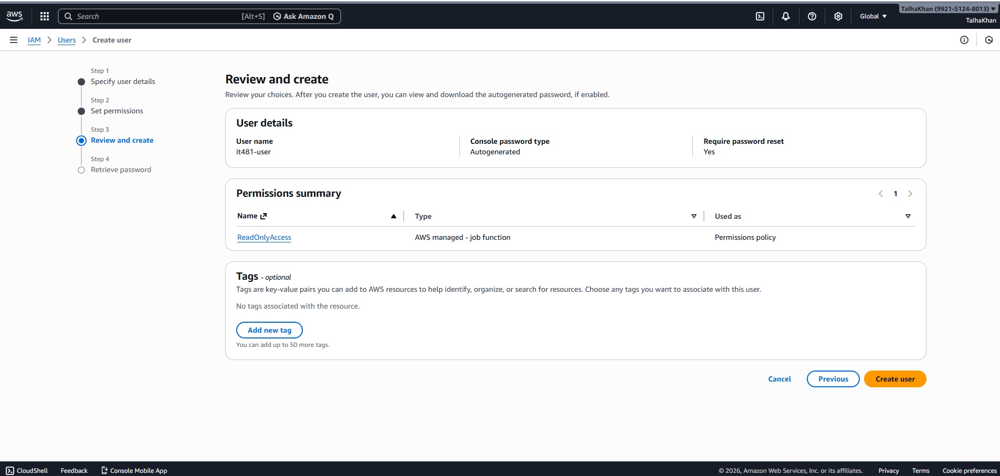 aws
Search [Alt+S] Ask Amazon Q
Global
TalhaKhan (9921-5124-8013)
TalhaKhan
IAM Users Create user
Step 1
Specify user details
Step 2
Set permissions
Step 3
Review and create
Step 4
Retrieve password
Review and create
Review your choices. After you create the user, you can view and download the autogenerated password, if enabled.
User details
User name Console password type Require password reset
it481-user Autogenerated Yes
Permissions summary 1
Name Type Used as
ReadOnlyAccess AWS managed - job function Permissions policy
Tags - optional
Tags are key-value pairs you can add to AWS resources to help identify, organize, or search for resources. Choose any tags you want to associate with this user.
No tags associated with the resource.
Add new tag
You can add up to 50 more tags.
Cancel Previous Create user
CloudShell Feedback Console Mobile App © 2026, Amazon Web Services, Inc. or its affiliates. Privacy Terms Cookie preferences